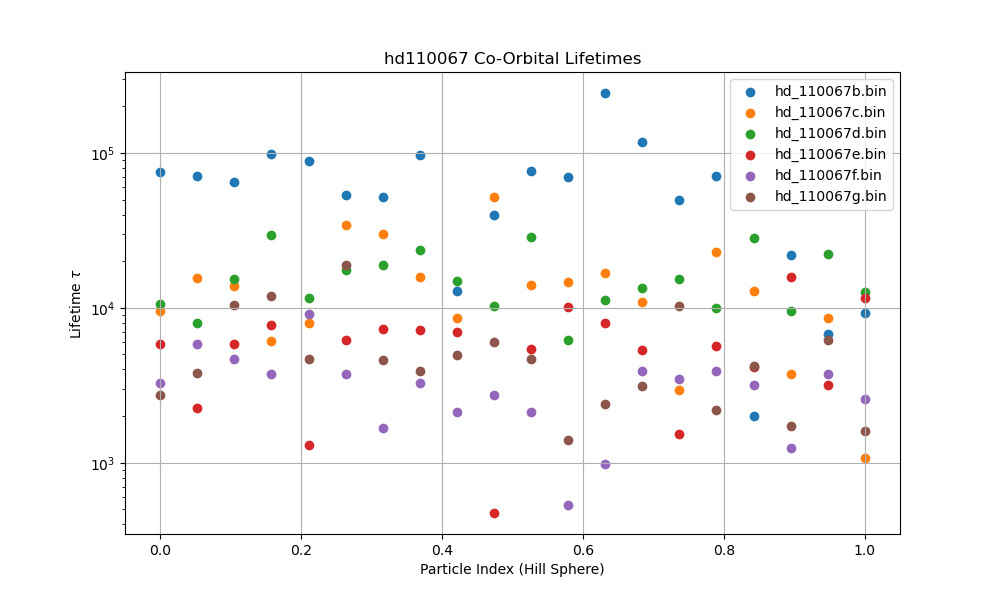 hd110067 Co-Orbital Lifetimes
hd_110067b.bin
hd_110067c.bin
hd_110067d.bin
hd_110067e.bin
hd_110067f.bin
hd_110067g.bin
Lifetime τ
10⁵
10⁴
10³
0.0 0.2 0.4 0.6 0.8 1.0
Particle Index (Hill Sphere)